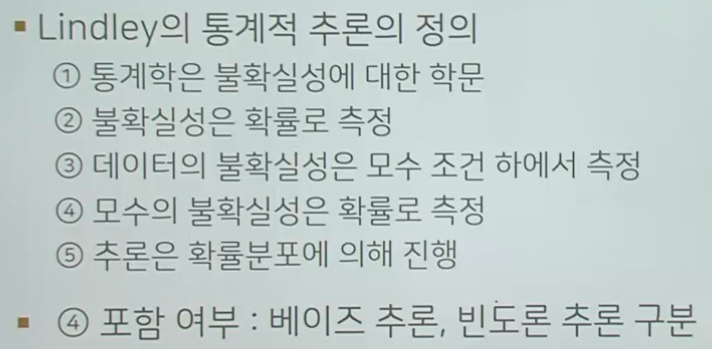 ▪ Lindley의 통계적 추론의 정의
① 통계학은 불확실성에 대한 학문
② 불확실성은 확률로 측정
③ 데이터의 불확실성은 모수 조건 하에서 측정
④ 모수의 불확실성은 확률로 측정
⑤ 추론은 확률분포에 의해 진행
▪ ④ 포함 여부 : 베이즈 추론, 빈도론 추론 구분